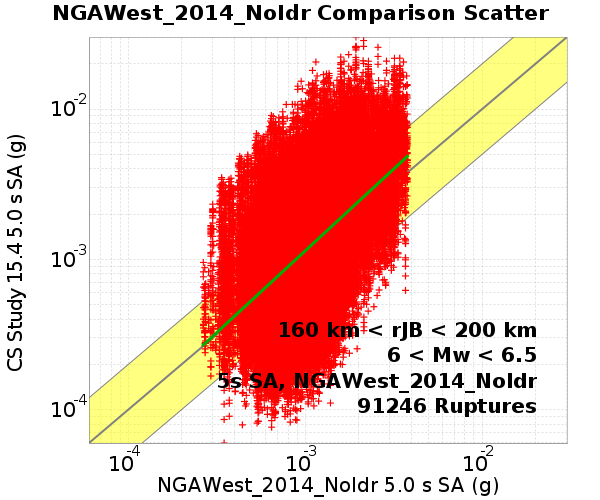 NGAWest_2014_NoIdr Comparison Scatter
10-2
10-3
10-4
CS Study 15.4 5.0 s SA (g)
160 km < rJB < 200 km
6 < Mw < 6.5
5s SA, NGAWest_2014_NoIdr
91246 Ruptures
10-4 10-3 10-2
NGAWest_2014_NoIdr 5.0 s SA (g)